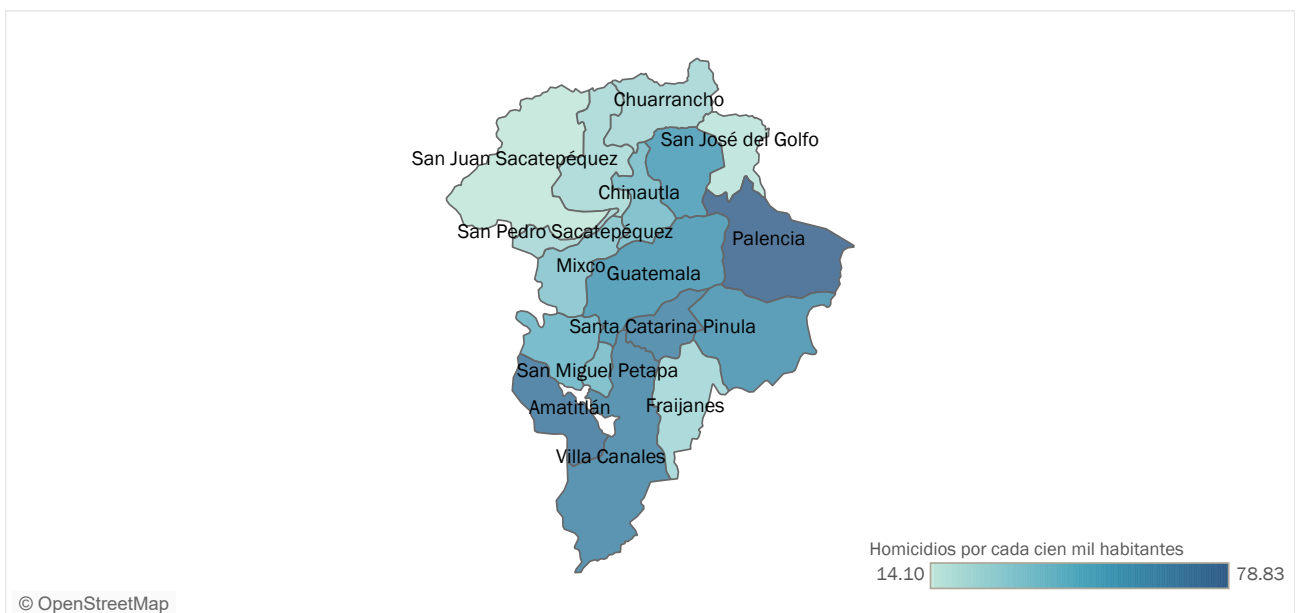 Chuarrancho
San José del Golfo
San Juan Sacatepéquez
Chinautla
San Pedro Sacatepéquez
Palencia
Mixco
Guatemala
Santa Catarina Pinula
San Miguel Petapa
Amatitlán
Fraijanes
Villa Canales
Homicidios por cada cien mil habitantes
14.10
78.83
© OpenStreetMap